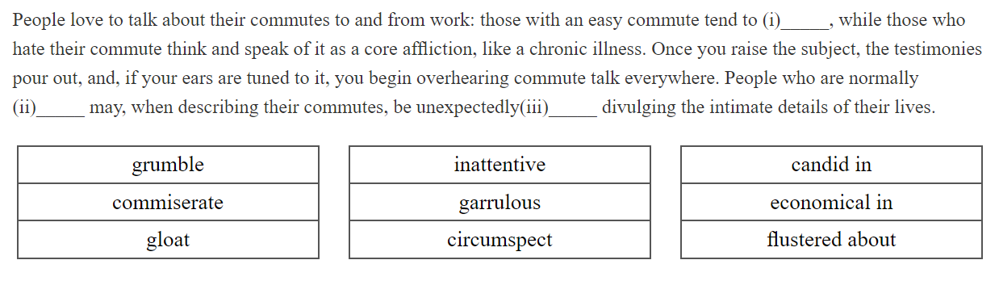 People love to talk about their commutes to and from work: those with an easy commute tend to (i)_____, while those who
hate their commute think and speak of it as a core affliction, like a chronic illness. Once you raise the subject, the testimonies
pour out, and, if your ears are tuned to it, you begin overhearing commute talk everywhere. People who are normally
(ii)_____ may, when describing their commutes, be unexpectedly(iii)_____ divulging the intimate details of their lives.
grumble
commiserate
gloat
inattentive
garrulous
circumspect
candid in
economical in
flustered about